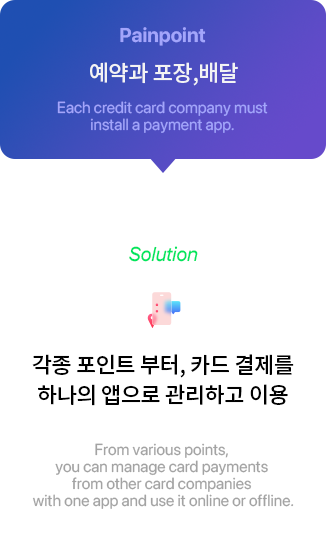 Painpoint
예약과 포장,배달
Each credit card company must
install a payment app.
Solution
각종 포인트 부터, 카드 결제를
하나의 앱으로 관리하고 이용
From various points,
you can manage card payments
from other card companies
with one app and use it online or offline.